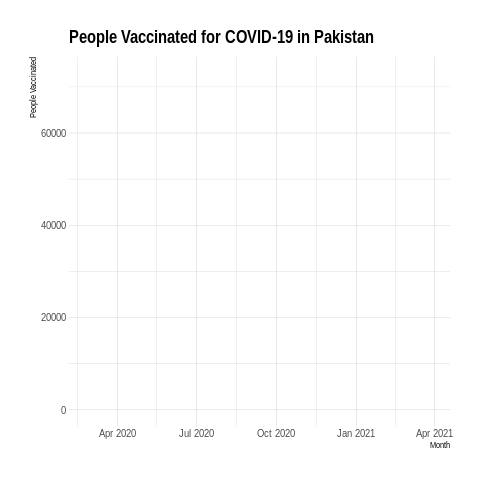 People Vaccinated for COVID-19 in Pakistan
People Vaccinated
60000
40000
20000
0
Apr 2020 Jul 2020 Oct 2020 Jan 2021 Apr 2021
Month